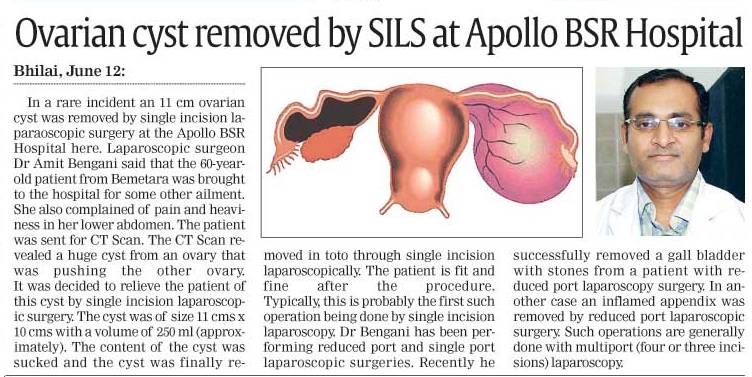 Ovarian cyst removed by SILS at Apollo BSR Hospital
Bhilai, June 12:
In a rare incident an 11 cm ovarian
cyst was removed by single incision la-
paraoscopic surgery at the Apollo BSR
Hospital here. Laparoscopic surgeon
Dr Amit Bengani said that the 60-year-
old patient from Bemetara was brought
to the hospital for some other ailment.
She also complained of pain and heavi-
ness in her lower abdomen. The patient
was sent for CT Scan. The CT Scan re-
vealed a huge cyst from an ovary that
was pushing the other ovary.
It was decided to relieve the patient of
this cyst by single incision laparoscop-
ic surgery. The cyst was of size 11 cms x
10 cms with a volume of 250 ml (approx-
imately). The content of the cyst was
sucked and the cyst was finally re-
moved in toto through single incision
laparoscopically. The patient is fit and
fine after the procedure.
Typically, this is probably the first such
operation being done by single incision
laparoscopy. Dr Bengani has been per-
forming reduced port and single port
laparoscopic surgeries. Recently he
successfully removed a gall bladder
with stones from a patient with re-
duced port laparoscopy surgery. In an-
other case an inflamed appendix was
removed by reduced port laparoscopic
surgery. Such operations are generally
done with multiport (four or three inci-
sions) laparoscopy.